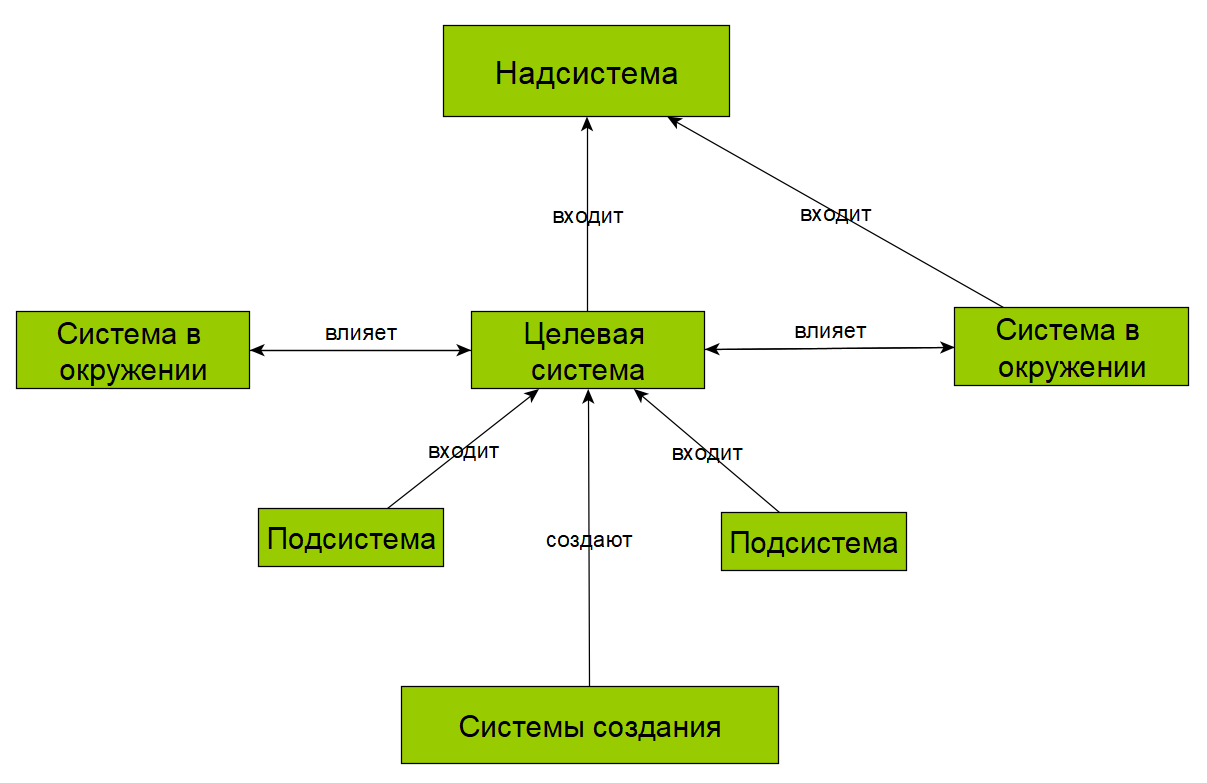 Надсистема
входит
входит
Система в
окружении
влияет
Целевая
система
влияет
Система в
окружении
входит
входит
Подсистема
создают
Подсистема
Системы создания